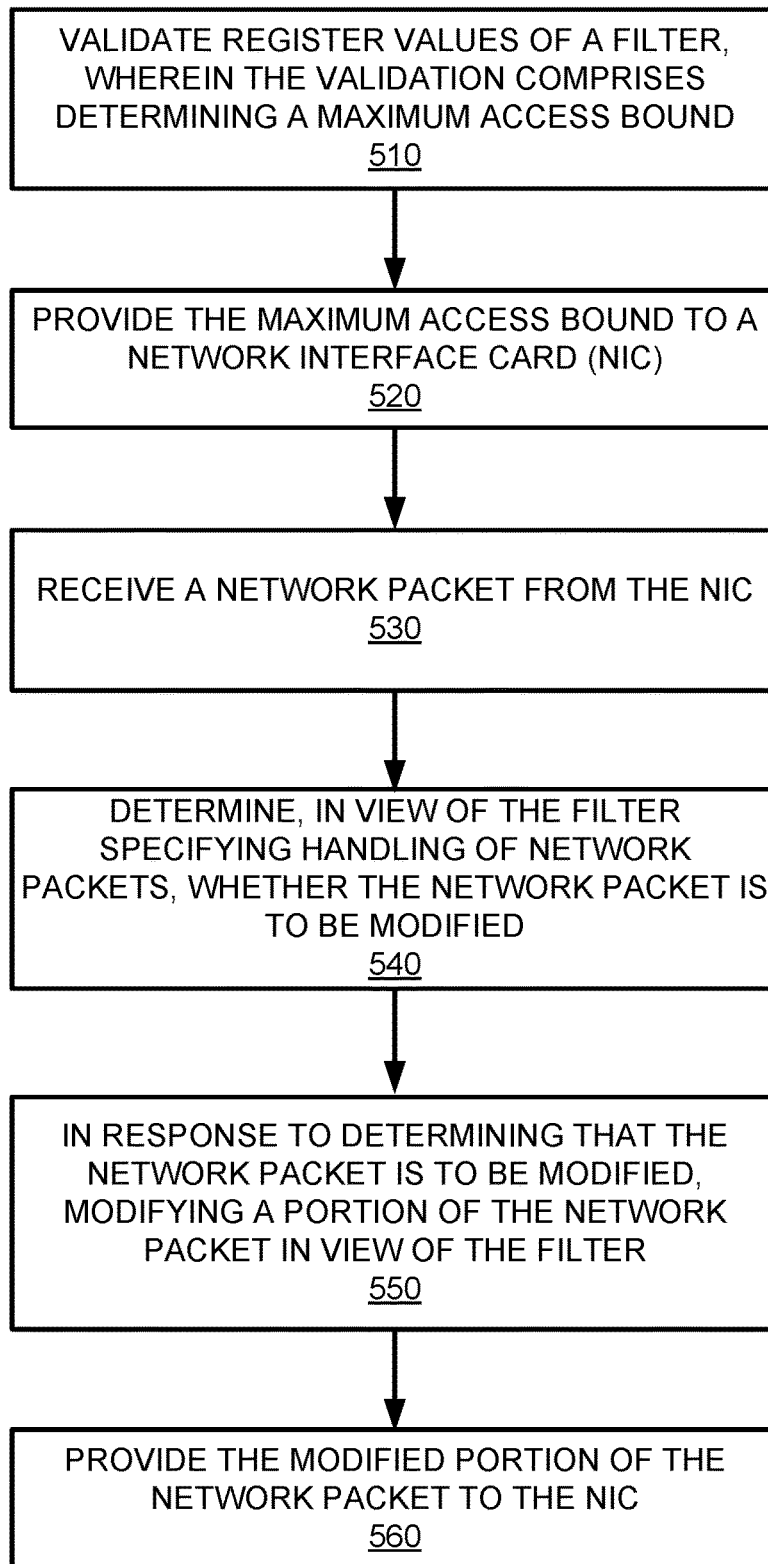 VALIDATE REGISTER VALUES OF A FILTER,
WHEREIN THE VALIDATION COMPRISES
DETERMINING A MAXIMUM ACCESS BOUND
510
PROVIDE THE MAXIMUM ACCESS BOUND TO A
NETWORK INTERFACE CARD (NIC)
520
RECEIVE A NETWORK PACKET FROM THE NIC
530
DETERMINE, IN VIEW OF THE FILTER
SPECIFYING HANDLING OF NETWORK
PACKETS, WHETHER THE NETWORK PACKET IS
TO BE MODIFIED
540
IN RESPONSE TO DETERMINING THAT THE
NETWORK PACKET IS TO BE MODIFIED,
MODIFYING A PORTION OF THE NETWORK
PACKET IN VIEW OF THE FILTER
550
PROVIDE THE MODIFIED PORTION OF THE
NETWORK PACKET TO THE NIC
560